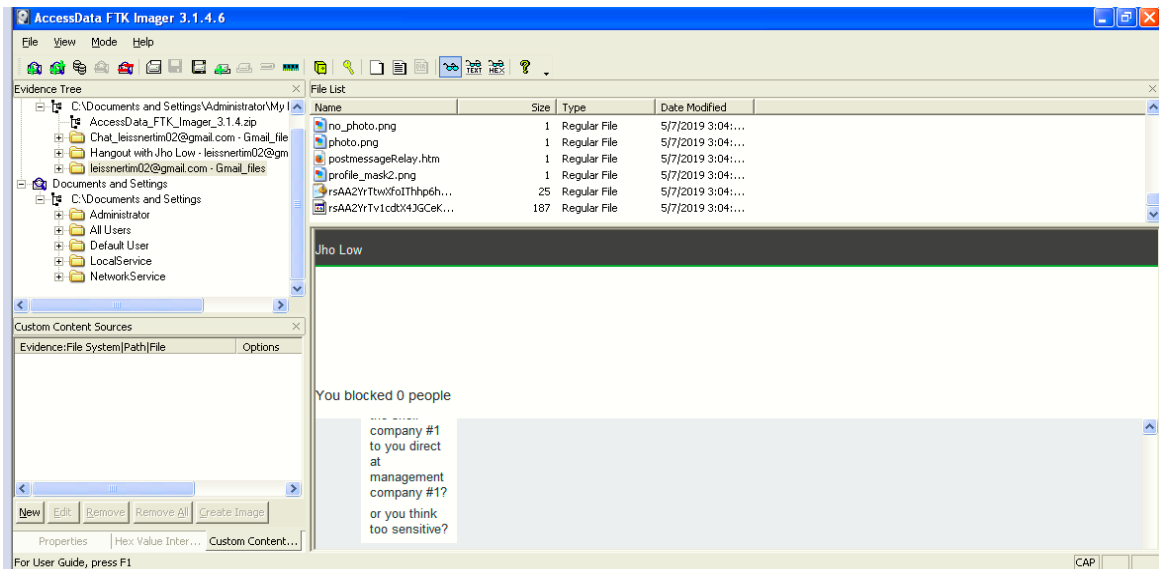 AccessData FTK Imager 3.1.4.6
File View Mode Help
TEXT HEX
Evidence Tree
C:\Documents and Settings\Administrator\My
AccessData_FTK_Imager_3.1.4.zip
Chat_leissnertim02@gmail.com - Gmail_file
Hangout with Jho Low - leissnertim02@gm
leissnertim02@gmail.com - Gmail_files
Documents and Settings
C:\Documents and Settings
Administrator
All Users
Default User
LocalService
NetworkService
Custom Content Sources
Evidence:File System|Path|File Options
New Edit Remove Remove All Create Image
Properties Hex Value Inter... Custom Content...
File List
Name Size Type Date Modified
no_photo.png 1 Regular File 5/7/2019 3:04:...
photo.png 1 Regular File 5/7/2019 3:04:...
postmessageRelay.htm 1 Regular File 5/7/2019 3:04:...
profile_mask2.png 1 Regular File 5/7/2019 3:04:...
rsAA2YrTtwXfoIThhp6h... 25 Regular File 5/7/2019 3:04:...
rsAA2YrTv1cdtX4JGCeK... 187 Regular File 5/7/2019 3:04:...
Jho Low
You blocked 0 people
company #1
to you direct
at
management
company #1?
or you think
too sensitive?
For User Guide, press F1
CAP